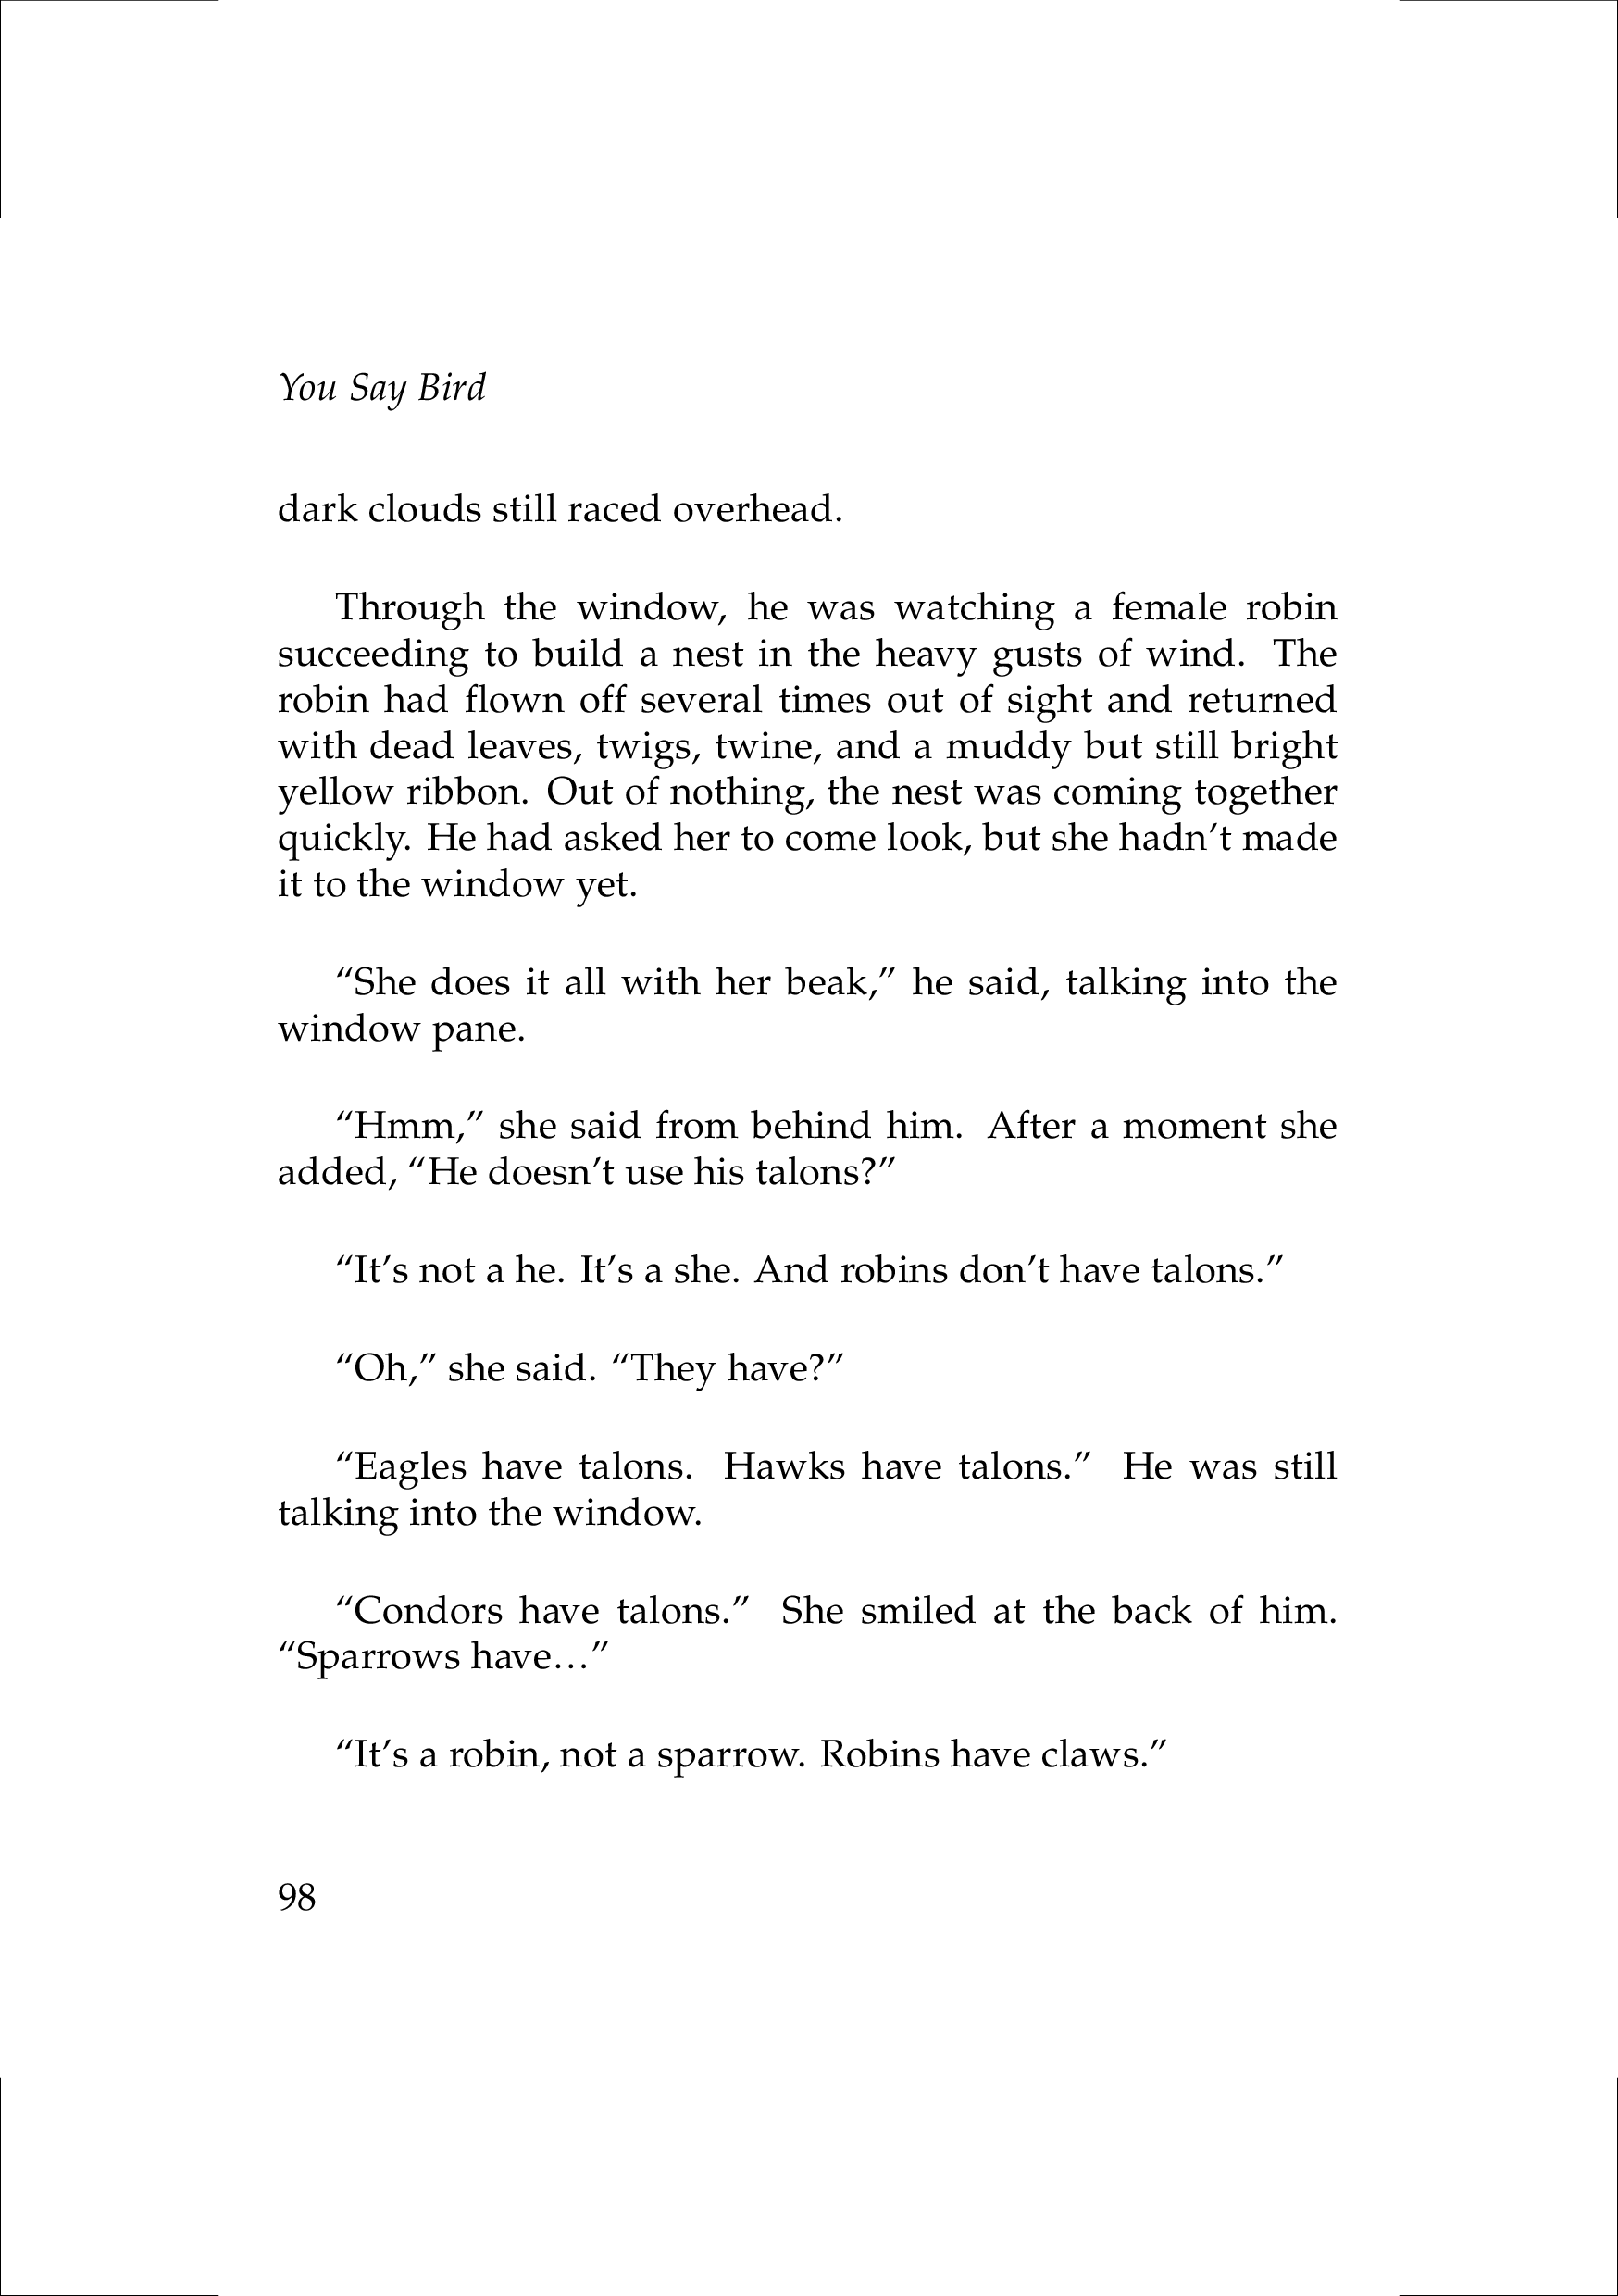 You Say Bird
dark clouds still raced overhead.
Through the window, he was watching a female robin
succeeding to build a nest in the heavy gusts of wind. The
robin had flown off several times out of sight and returned
with dead leaves, twigs, twine, and a muddy but still bright
yellow ribbon. Out of nothing, the nest was coming together
quickly. He had asked her to come look, but she hadn’t made
it to the window yet.
“She does it all with her beak,” he said, talking into the
window pane.
“Hmm,” she said from behind him. After a moment she
added, “He doesn’t use his talons?”
“It’s not a he. It’s a she. And robins don’t have talons.”
“Oh,” she said. “They have?”
“Eagles have talons. Hawks have talons.” He was still
talking into the window.
“Condors have talons.” She smiled at the back of him.
“Sparrows have…”
“It’s a robin, not a sparrow. Robins have claws.”
98